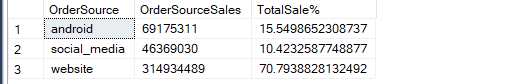 OrderSource OrderSourceSales TotalSale%
1 android 69175311 15.5498652308737
2 social_media 46369030 10.4232587748877
3 website 314934489 70.7938828132492